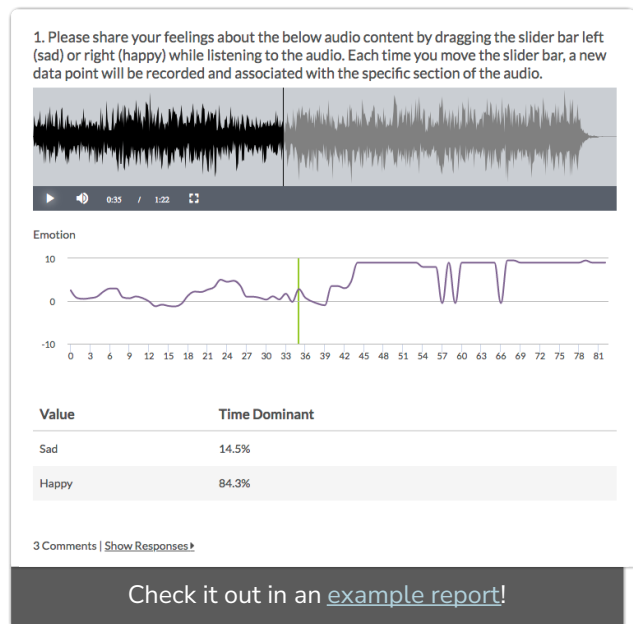 1. Please share your feelings about the below audio content by dragging the slider bar left
(sad) or right (happy) while listening to the audio. Each time you move the slider bar, a new
data point will be recorded and associated with the specific section of the audio.
0:35 / 1:22
Emotion
10
0
-10
0 3 6 9 12 15 18 21 24 27 30 33 36 39 42 45 48 51 54 57 60 63 66 69 72 75 78 81
Value Time Dominant
Sad 14.5%
Happy 84.3%
3 Comments | Show Responses
Check it out in an example report!